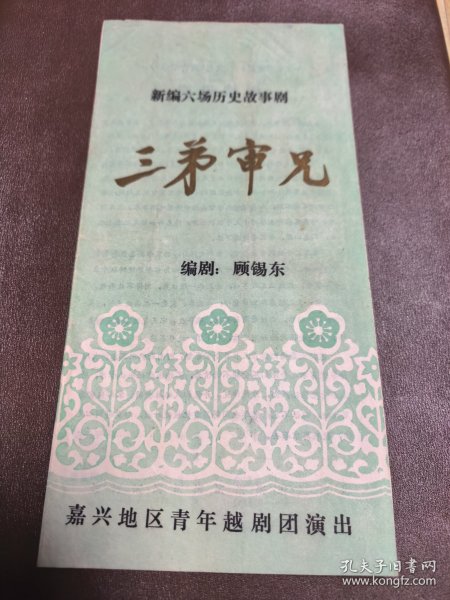 新编六场历史故事剧
三弟审兄
编剧：顾锡东
嘉兴地区青年越剧团演出
孔夫子旧书网
www.kongfz.com